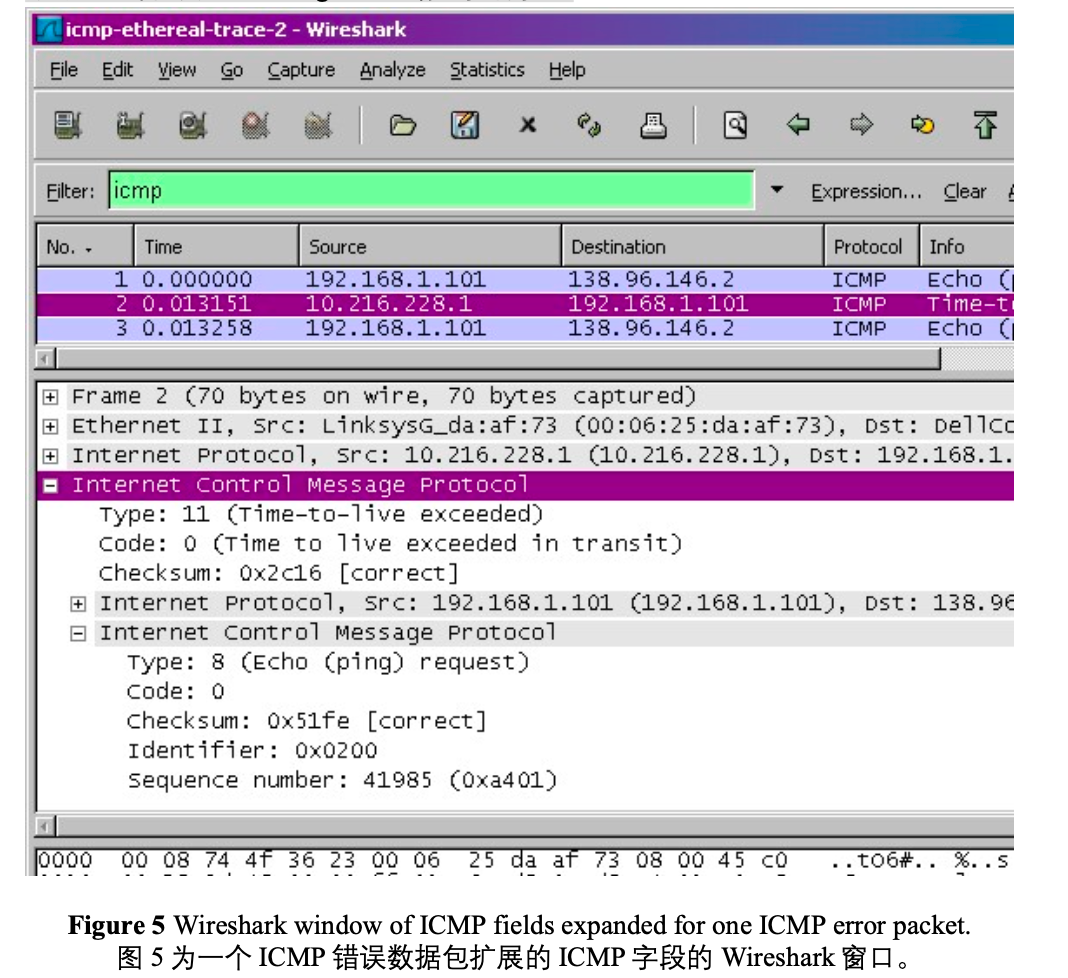 icmp-ethereal-trace-2 - Wireshark
File Edit View Go Capture Analyze Statistics Help
Filter: icmp Expression... Clear
No. Time Source Destination Protocol Info
1 0.000000 192.168.1.101 138.96.146.2 ICMP Echo (
2 0.013151 10.216.228.1 192.168.1.101 ICMP Time-t
3 0.013258 192.168.1.101 138.96.146.2 ICMP Echo (
Frame 2 (70 bytes on wire, 70 bytes captured)
Ethernet II, Src: LinksysG_da:af:73 (00:06:25:da:af:73), Dst: DellCo
Internet Protocol, Src: 10.216.228.1 (10.216.228.1), Dst: 192.168.1.
Internet Control Message Protocol
Type: 11 (Time-to-live exceeded)
Code: 0 (Time to live exceeded in transit)
Checksum: 0x2c16 [correct]
Internet Protocol, Src: 192.168.1.101 (192.168.1.101), Dst: 138.96
Internet Control Message Protocol
Type: 8 (Echo (ping) request)
Code: 0
Checksum: 0x51fe [correct]
Identifier: 0x0200
Sequence number: 41985 (0xa401)
0000 00 08 74 4f 36 23 00 06 25 da af 73 08 00 45 c0 ..tO6#.. %..s
Figure 5 Wireshark window of ICMP fields expanded for one ICMP error packet.
图 5 为一个 ICMP 错误数据包扩展的 ICMP 字段的 Wireshark 窗口。